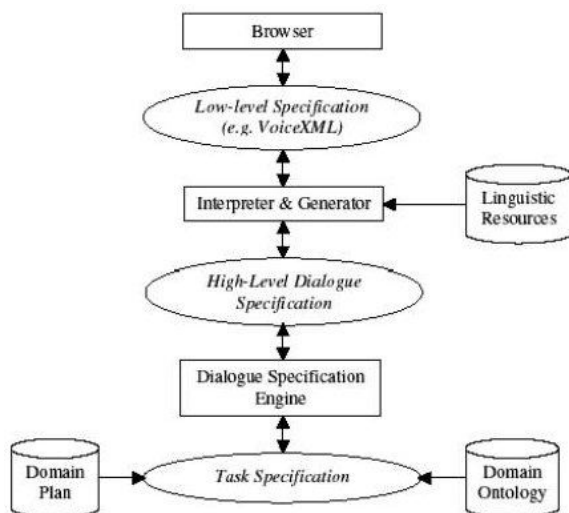 Browser
Low-level Specification
(e.g. VoiceXML)
Interpreter & Generator
Linguistic
Resources
High-Level Dialogue
Specification
Dialogue Specification
Engine
Domain
Plan
Task Specification
Domain
Ontology